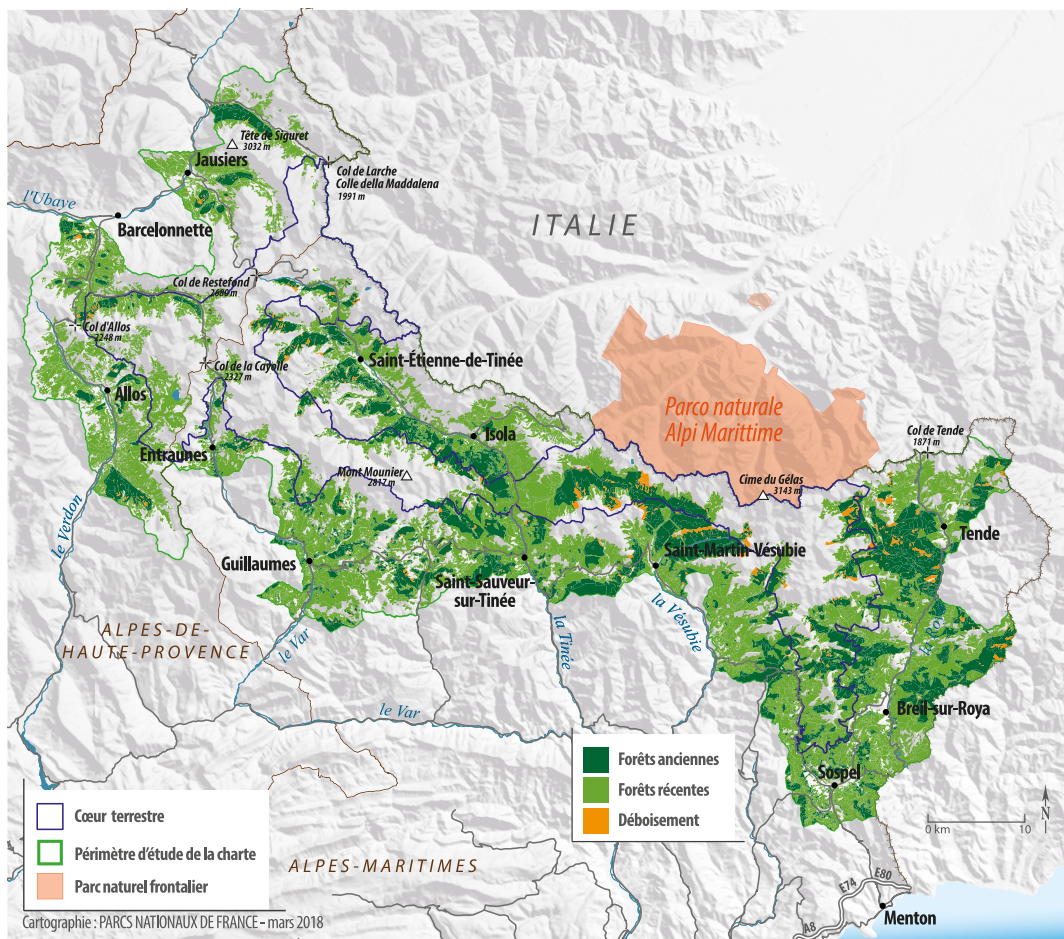 Tête de Siguret
3032 m
Jausiers
Col de Larche
Colle della Maddalena
1991 m
l'Ubaye
ITALIE
Barcelonnette
Col de Restefond
2680 m
Col d'Allos
2248 m
Col de la Cayolle
2327 m
Saint-Étienne-de-Tinée
Allos
Parco naturale
Alpi Marittime
Isola
Col de Tende
1871 m
Entraunes
Mont Mounier
2817 m
Cime du Gélas
3143 m
le Verdon
Tende
Guillaumes
Saint-Martin-Vésubie
Saint-Sauveur-
sur-Tinée
la Vésubie
la Tinée
la Roya
ALPES-DE-
HAUTE-PROVENCE
le Var
le Var
Breil-sur-Roya
Sospel
Forêts anciennes
Forêts récentes
Déboisement
Cœur terrestre
Périmètre d'étude de la charte
Parc naturel frontalier
0 km 10
N
ALPES-MARITIMES
E74
E80
A8
Menton
Cartographie : PARCS NATIONAUX DE FRANCE - mars 2018